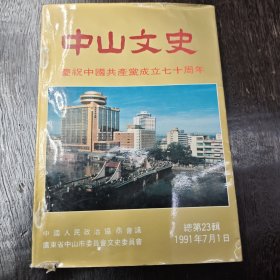 中山文史
慶祝中國共產黨成立七十周年
中國人民政治協商會議
廣東省中山市委員會文史委員會
總第23輯
1991年7月1日